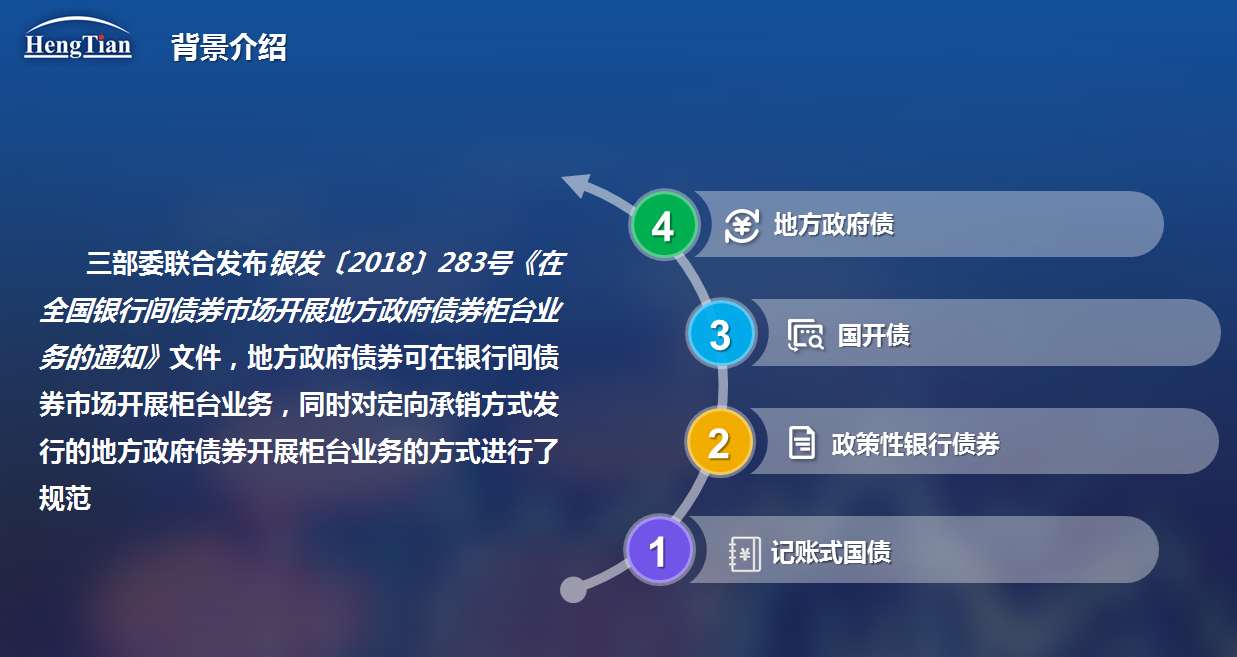 HengTian
背景介绍
三部委联合发布银发〔2018〕283号《在
全国银行间债券市场开展地方政府债券柜台业
务的通知》文件，地方政府债券可在银行间债
券市场开展柜台业务，同时对定向承销方式发
行的地方政府债券开展柜台业务的方式进行了
规范
4 地方政府债
3 国开债
2 政策性银行债券
1 记账式国债